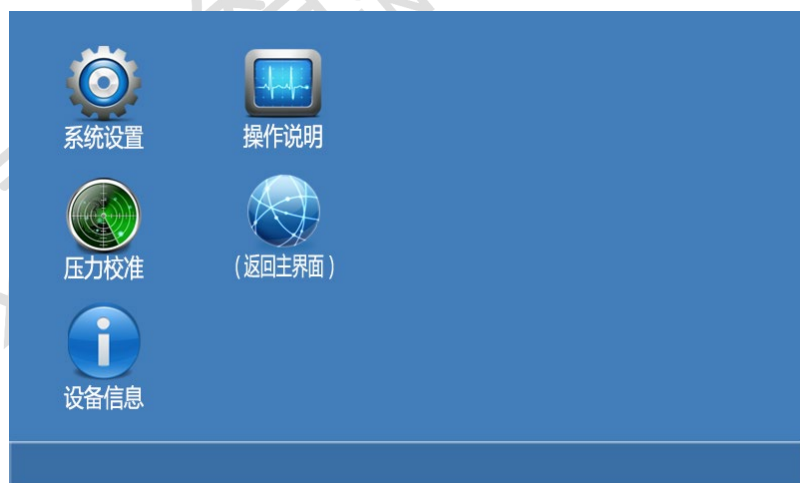 系统设置
操作说明
压力校准
(返回主界面)
设备信息